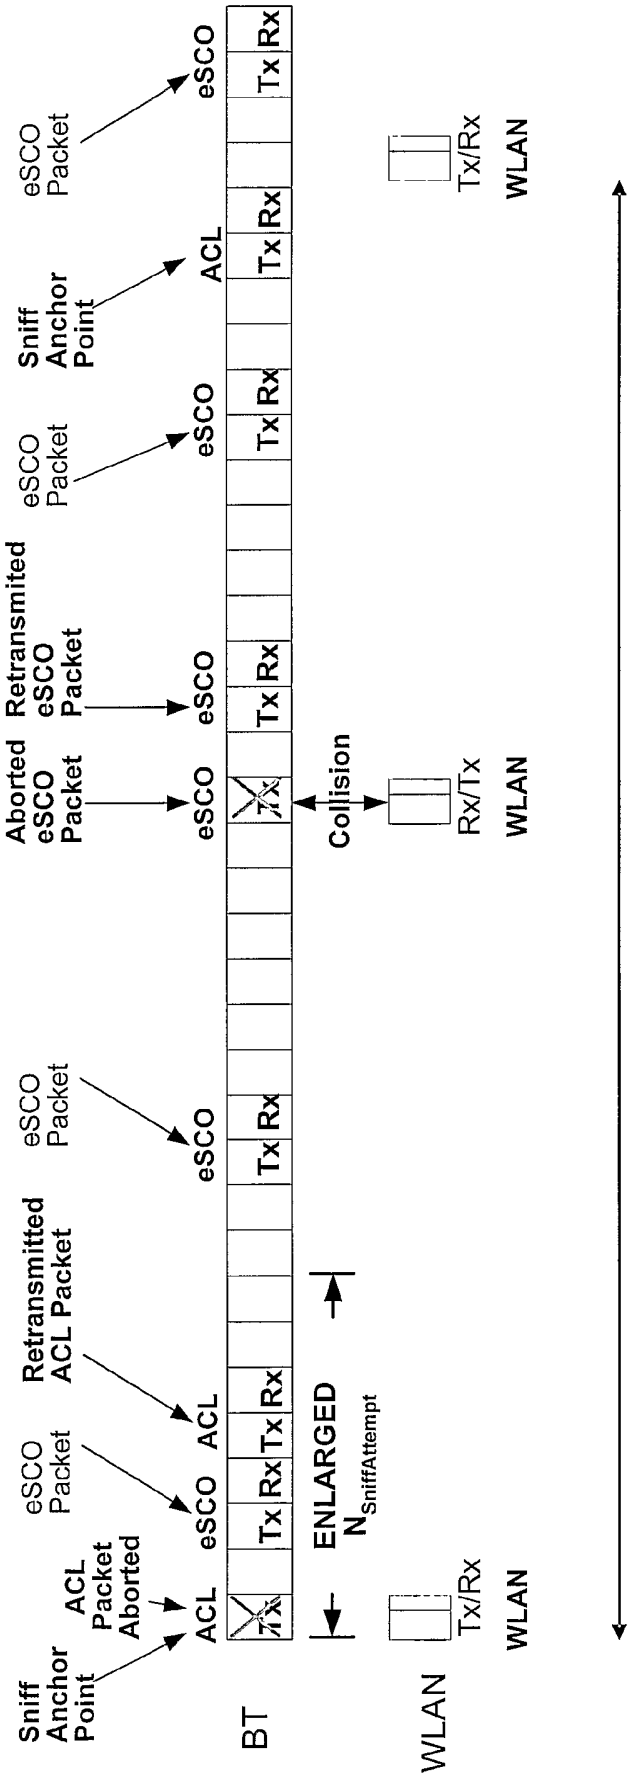 Sniff
Anchor
Point
ACL
Packet
Aborted
eSCO
Packet
Retransmitted
ACL Packet
eSCO
Packet
Aborted
eSCO
Packet
Retransmited
eSCO
Packet
eSCO
Packet
Sniff
Anchor
Point
eSCO
Packet
ACL
eSCO
ACL
eSCO
eSCO
eSCO
eSCO
ACL
eSCO
BT
Tx
Tx Rx
Tx Rx
Tx Rx
Tx
Tx Rx
Tx Rx
Tx Rx
Tx Rx
ENLARGED
NSniffAttempt
Collision
WLAN
Tx/Rx
WLAN
Rx/Tx
WLAN
Tx/Rx
WLAN